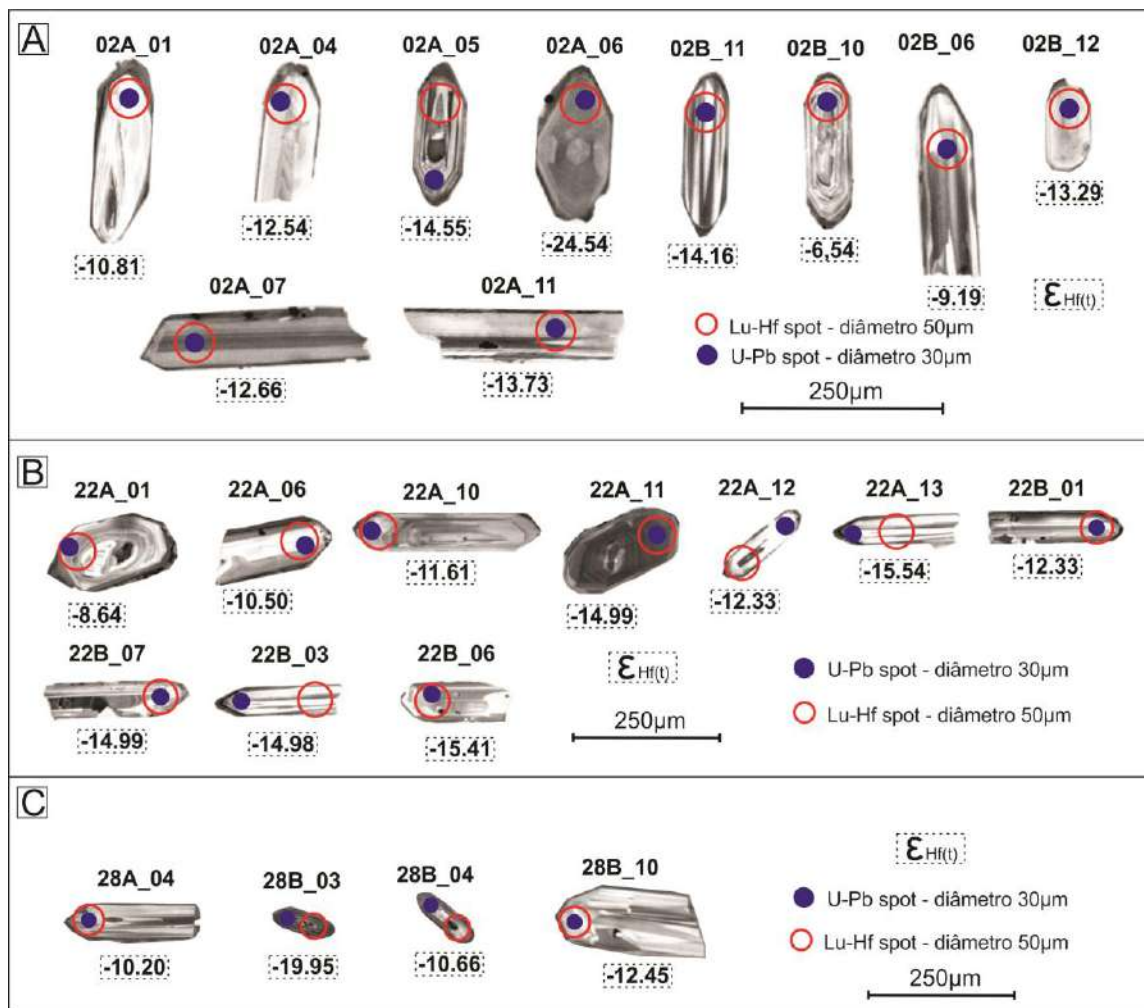 A
02A_01
02A_04
02A_05
02A_06
02B_11
02B_10
02B_06
02B_12
-10.81
-12.54
-14.55
-24.54
-14.16
-6,54
-9.19
-13.29
02A_07
02A_11
-12.66
-13.73
εHf(t)
Lu-Hf spot - diâmetro 50µm
U-Pb spot - diâmetro 30µm
250µm
B
22A_01
22A_06
22A_10
22A_11
22A_12
22A_13
22B_01
-8.64
-10.50
-11.61
-14.99
-12.33
-15.54
-12.33
22B_07
22B_03
22B_06
-14.99
-14.98
-15.41
εHf(t)
250µm
U-Pb spot - diâmetro 30µm
Lu-Hf spot - diâmetro 50µm
C
28A_04
28B_03
28B_04
28B_10
-10.20
-19.95
-10.66
-12.45
εHf(t)
U-Pb spot - diâmetro 30µm
Lu-Hf spot - diâmetro 50µm
250µm